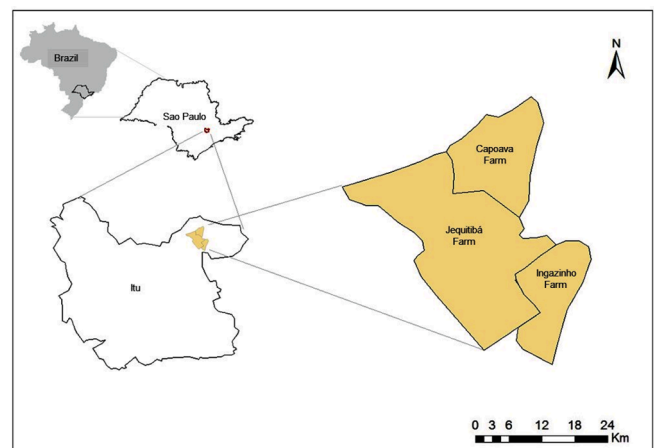 Brazil
Sao Paulo
N
Capoava
Farm
Jequitibá
Farm
Ingazinho
Farm
Itu
0 3 6 12 18 24
Km